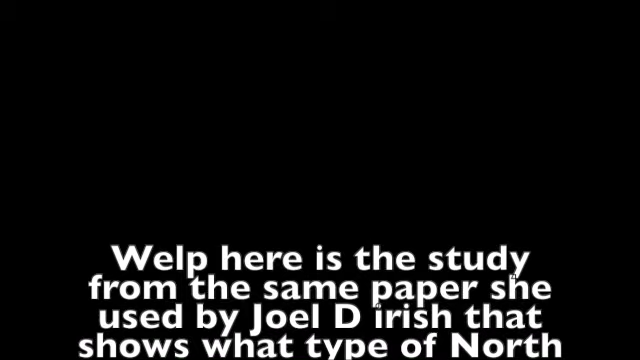 Welp here is the study
from the same paper she
used by Joel D irish that
shows what type of North